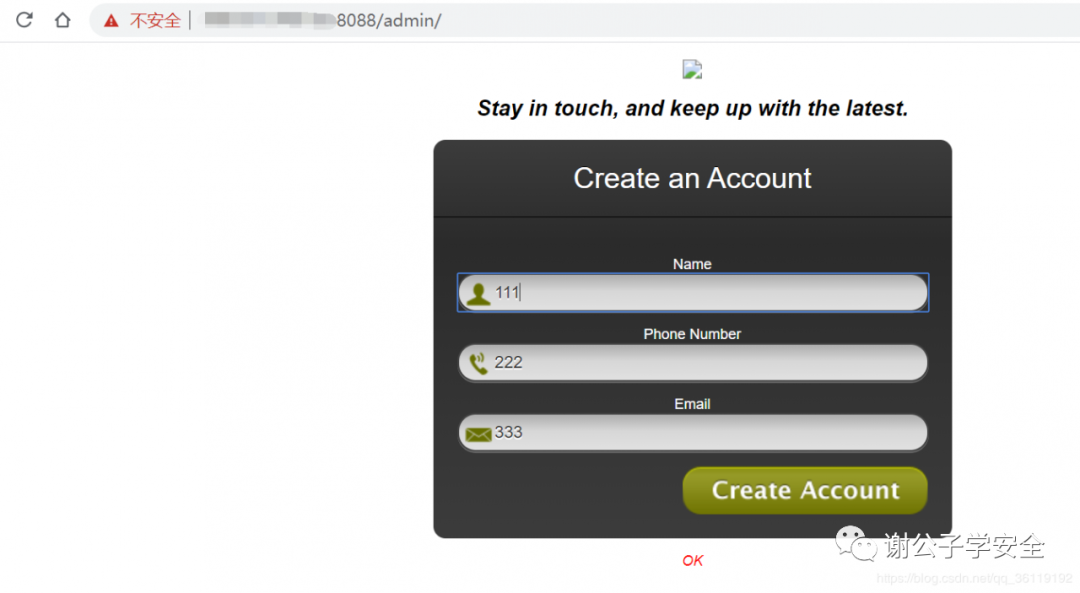 不安全 8088/admin/
Stay in touch, and keep up with the latest.
Create an Account
Name
111
Phone Number
222
Email
333
Create Account
OK
谢公子学安全
https://blog.csdn.net/qq_36119192